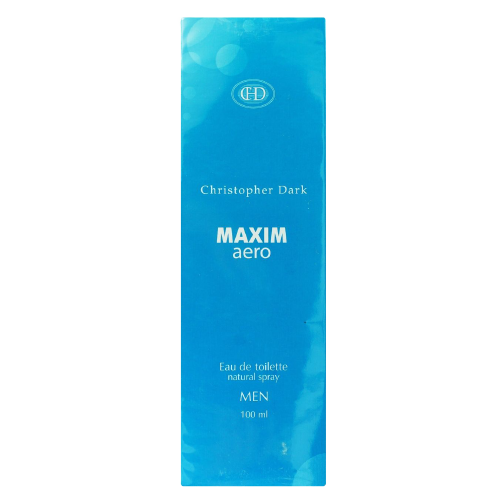 CHD
Christopher Dark
MAXIM
aero
Eau de toilette
natural spray
MEN
100 ml